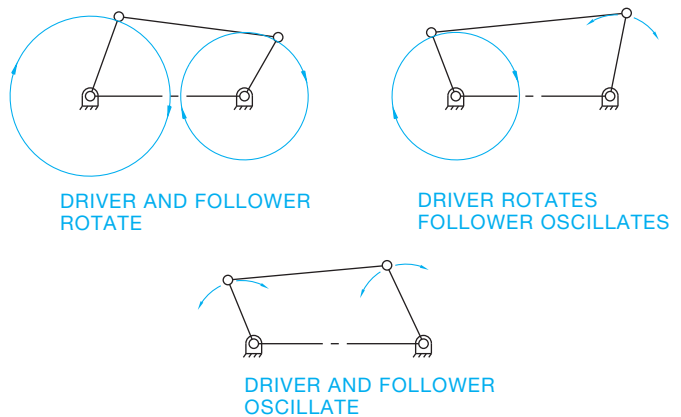 DRIVER AND FOLLOWER
ROTATE
DRIVER ROTATES
FOLLOWER OSCILLATES
DRIVER AND FOLLOWER
OSCILLATE